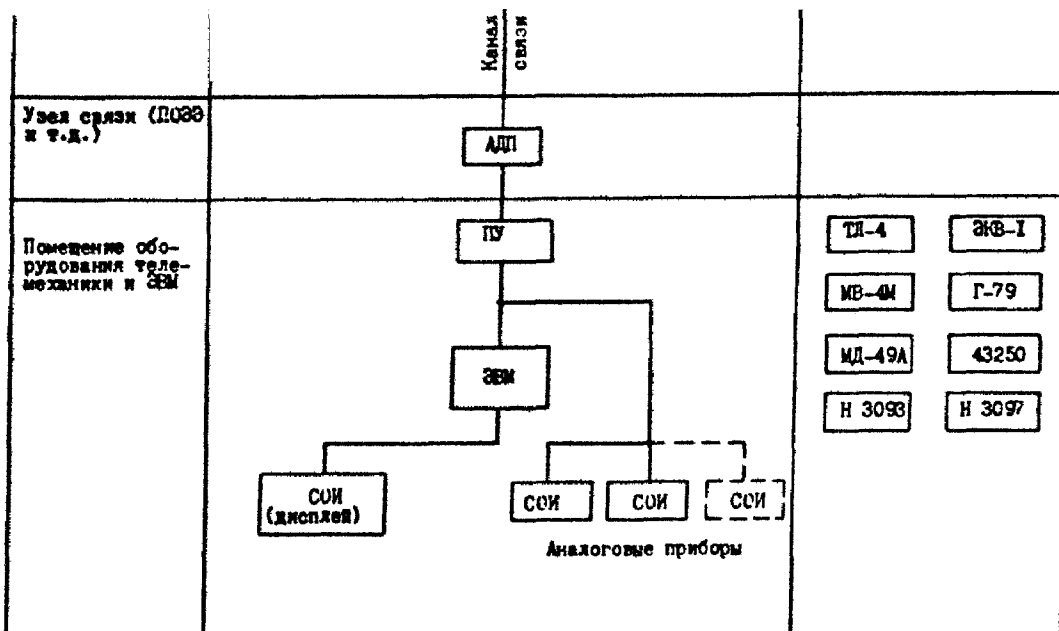 Канал
связи
Узел связи (ПОЭЭ
и т.д.)
АДП
Помещение обо-
рудования теле-
механики и ЭВМ
ПУ
ТЛ-4
ЭКВ-I
МВ-4М
Г-79
ЭВМ
МД-49А
43250
Н 3093
Н 3097
СОИ
(дисплей)
СОИ
СОИ
СОИ
Аналоговые приборы